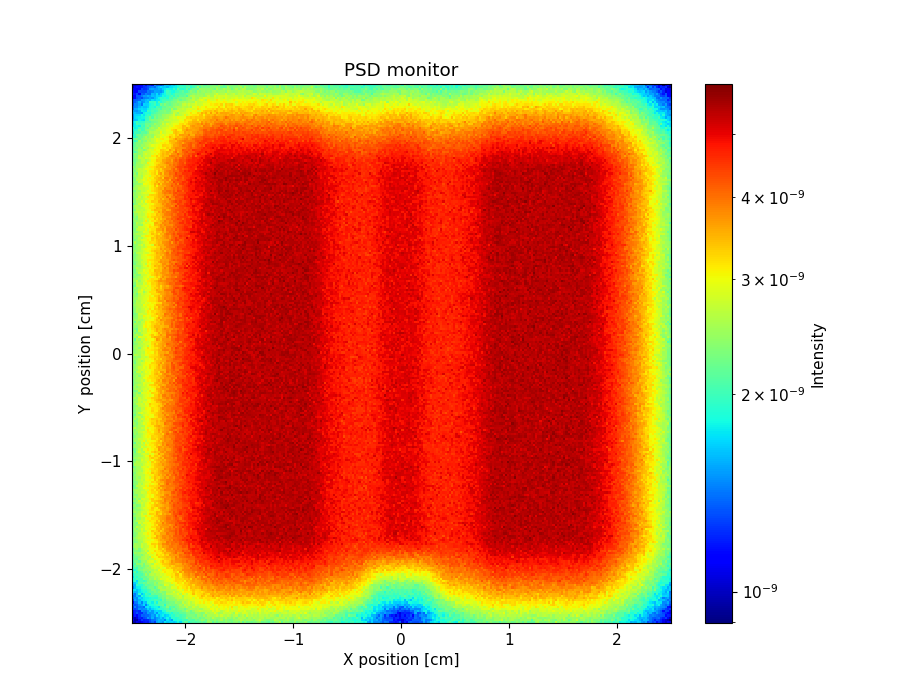 PSD monitor
2
1
0
−1
−2
Y  position [cm]
−2
−1
0
1
2
X position [cm]
4 × 10⁻⁹
3 × 10⁻⁹
2 × 10⁻⁹
10⁻⁹
Intensity